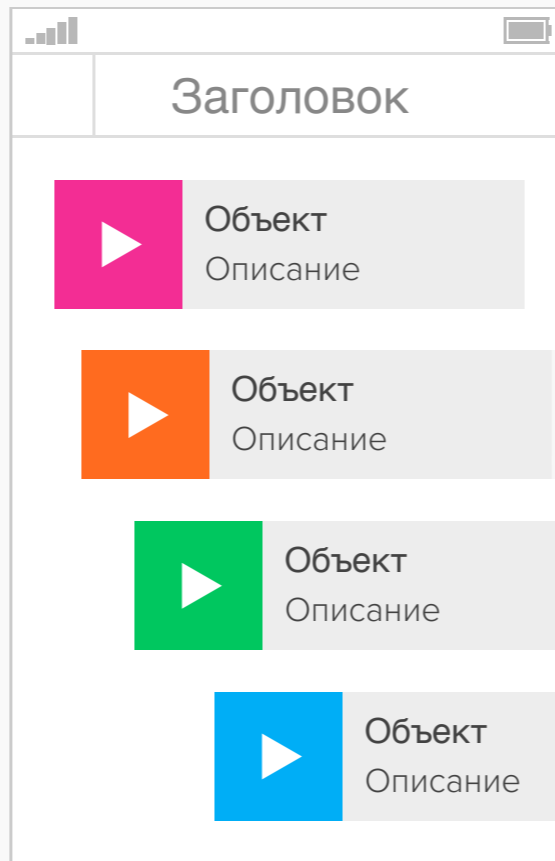 Заголовок
Объект
Описание
Объект
Описание
Объект
Описание
Объект
Описание